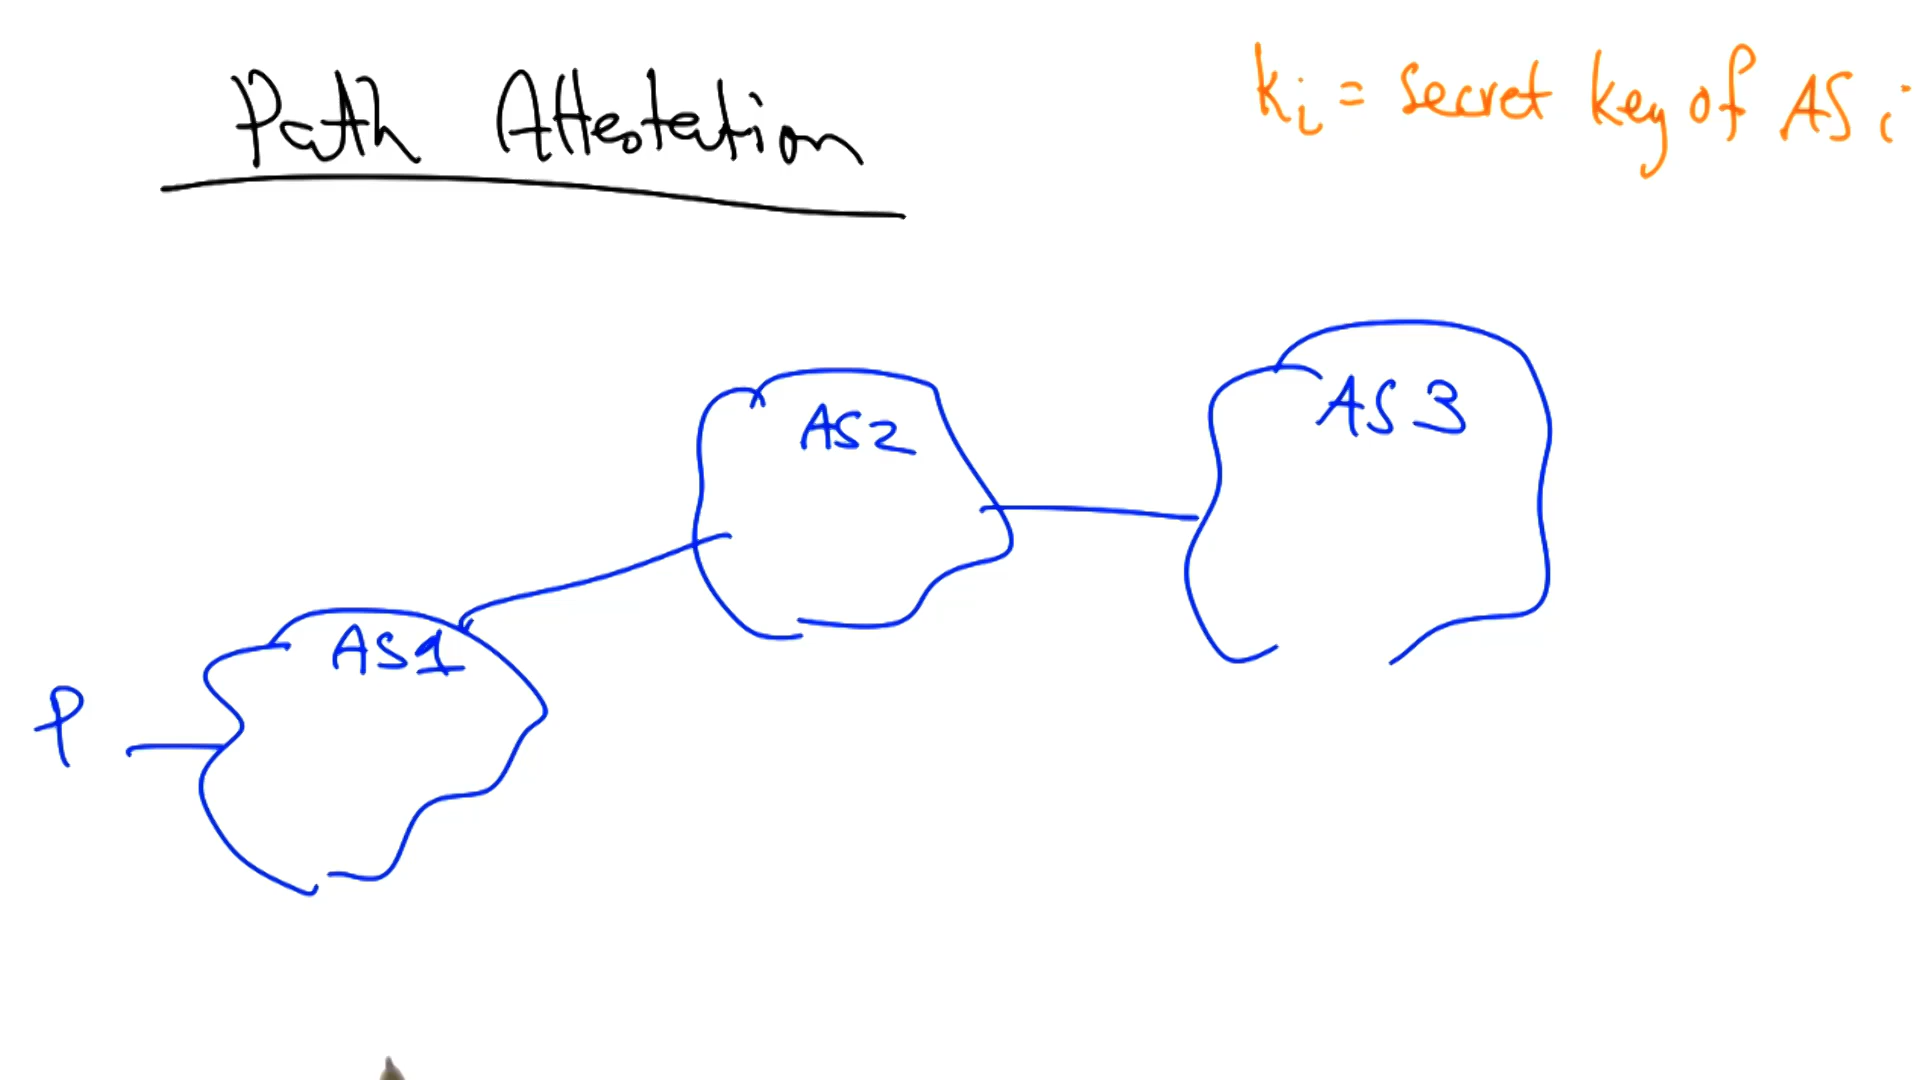 Path Attestation
Ki = secret key of AS i
AS2
AS3
AS1
P